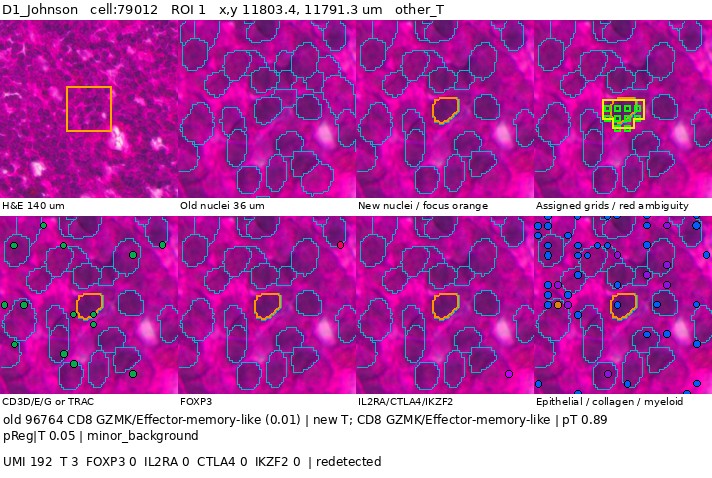 D1_Johnson   cell:79012   ROI 1   x,y 11803.4, 11791.3 um   other_T
H&E 140 um
Old nuclei 36 um
New nuclei / focus orange
Assigned grids / red ambiguity
CD3D/E/G or TRAC
FOXP3
IL2RA/CTLA4/IKZF2
Epithelial / collagen / myeloid
old 96764 CD8 GZMK/Effector-memory-like (0.01) | new T; CD8 GZMK/Effector-memory-like | pT 0.89
pReg|T 0.05 | minor_background
UMI 192  T 3  FOXP3 0  IL2RA 0  CTLA4 0  IKZF2 0  | redetected